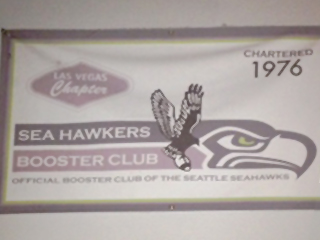 CHARTERED
1976
LAS VEGAS
Chapter
SEA HAWKERS
BOOSTER CLUB
OFFICIAL BOOSTER CLUB OF THE SEATTLE SEAHAWKS